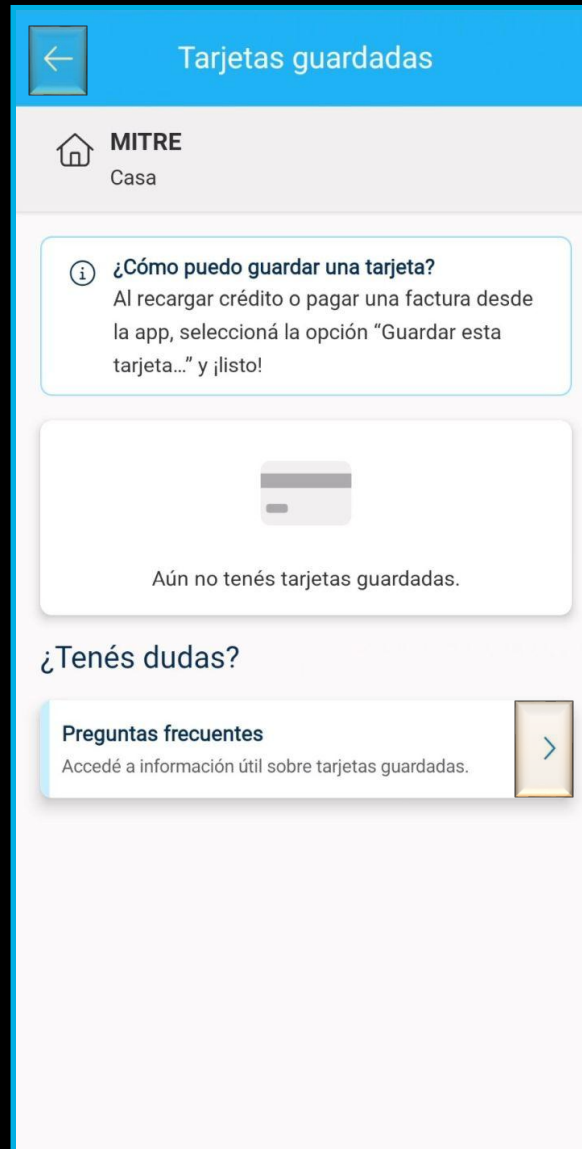 Tarjetas guardadas
MITRE
Casa
¿Cómo puedo guardar una tarjeta?
Al recargar crédito o pagar una factura desde
la app, seleccioná la opción “Guardar esta
tarjeta…” y ¡listo!
Aún no tenés tarjetas guardadas.
¿Tenés dudas?
Preguntas frecuentes
Accedé a información útil sobre tarjetas guardadas.